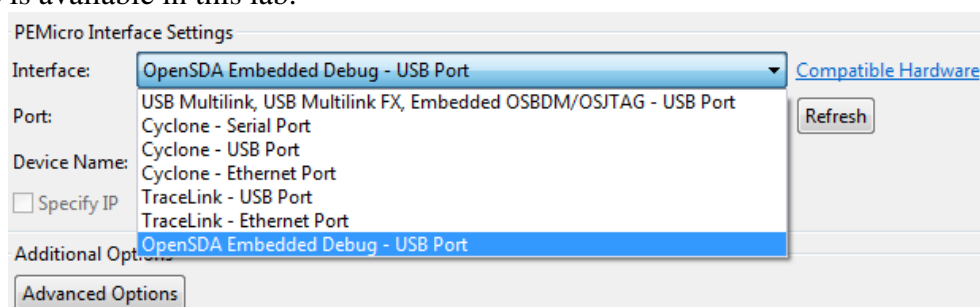 is available in this lab.
PEMicro Interface Settings
Interface: OpenSDA Embedded Debug - USB Port Compatible Hardware
USB Multilink, USB Multilink FX, Embedded OSBDM/OSJTAG - USB Port
Port: Refresh
Cyclone - Serial Port
Cyclone - USB Port
Device Name:
Cyclone - Ethernet Port
Specify IP
TraceLink - USB Port
TraceLink - Ethernet Port
OpenSDA Embedded Debug - USB Port
Additional
Advanced Options